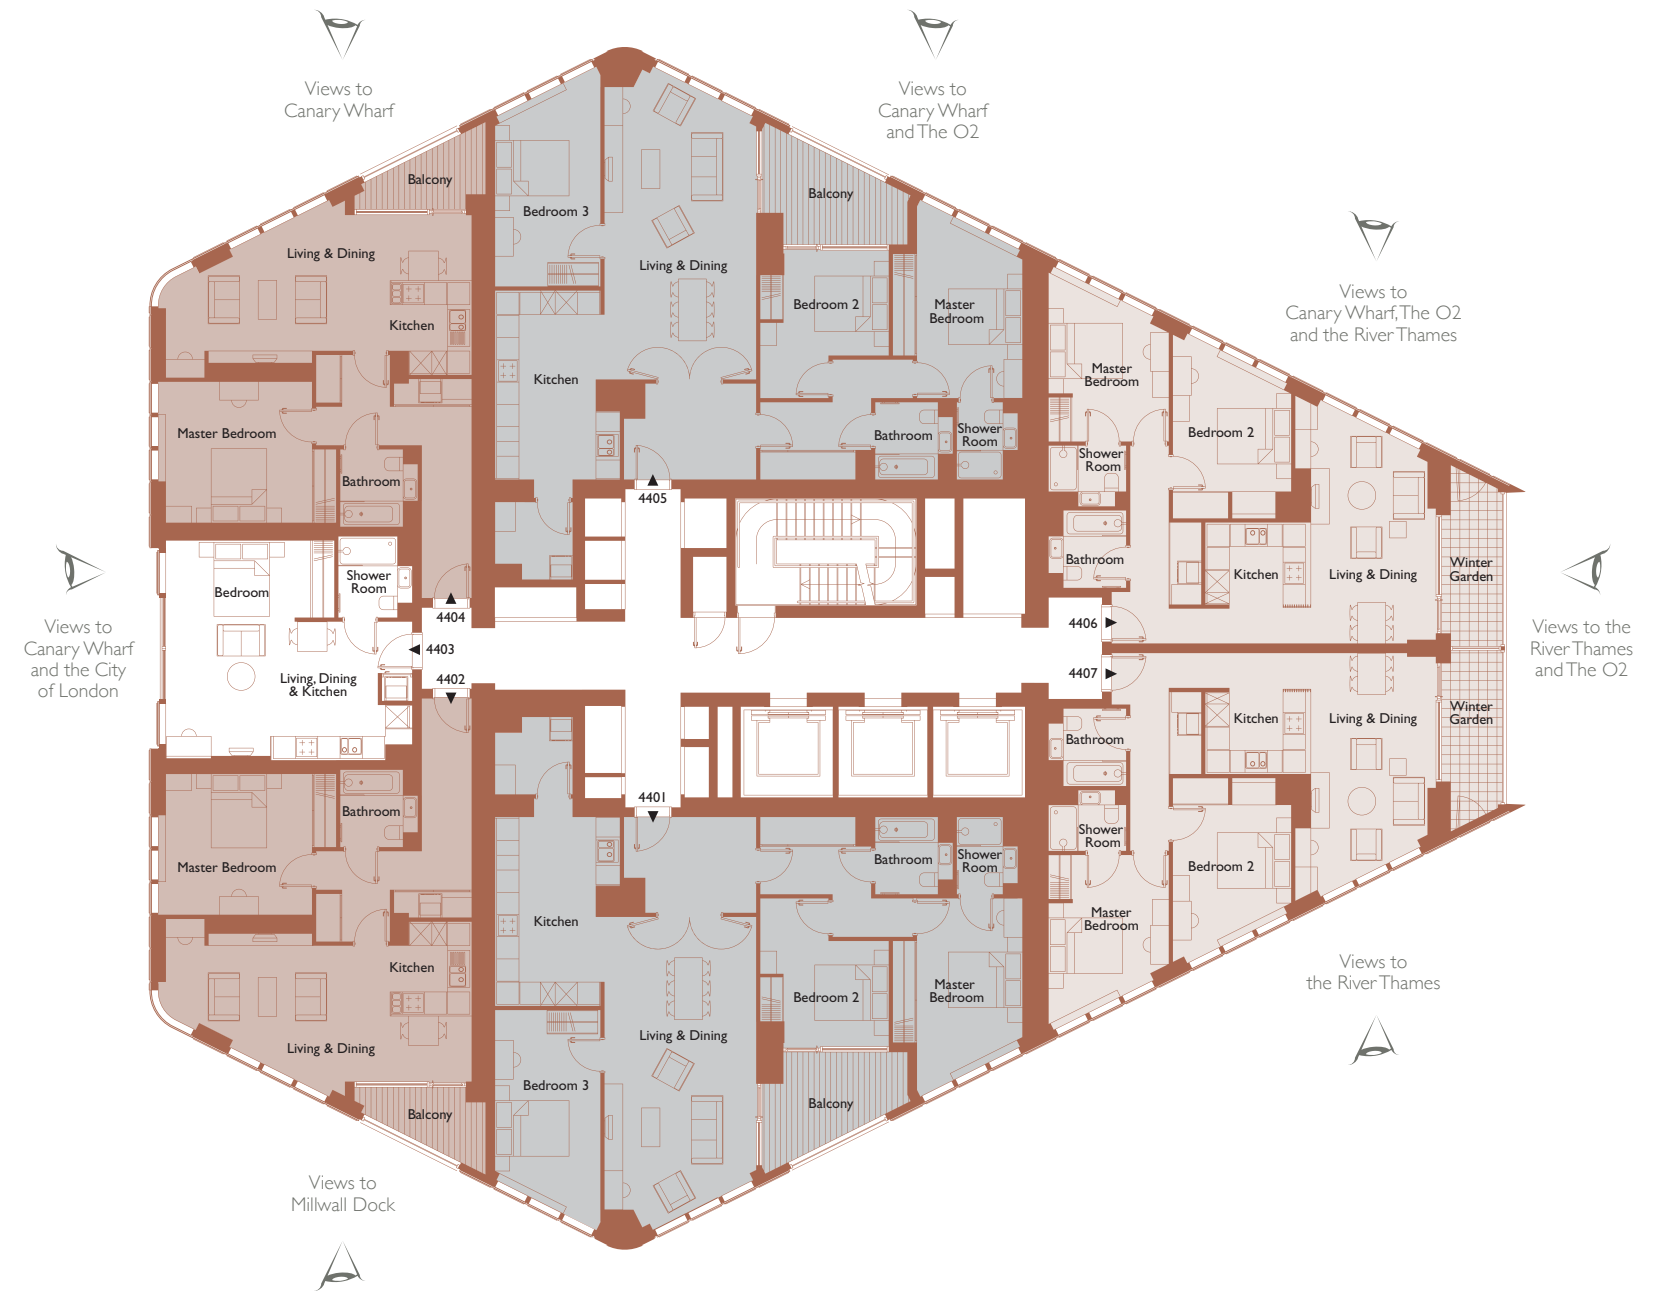 Views to
Canary Wharf
Views to
Canary Wharf
and The O2
Views to
Canary Wharf, The O2
and the River Thames
Balcony
Living & Dining
Kitchen
Master Bedroom
Bathroom
Bedroom 3
Living & Dining
Kitchen
Balcony
Bedroom 2
Master
Bedroom
Bathroom
Shower
Room
4405
Master
Bedroom
Bedroom 2
Shower
Room
Bathroom
Kitchen
Living & Dining
Winter
Garden
Views to
Canary Wharf
and the City
of London
Bedroom
Shower
Room
Living, Dining
& Kitchen
4404
4403
4402
4406
4407
Views to the
River Thames
and The O2
4401
Bathroom
Master Bedroom
Kitchen
Living & Dining
Balcony
Kitchen
Bedroom 3
Living & Dining
Bathroom
Shower
Room
Bedroom 2
Master
Bedroom
Balcony
Kitchen
Living & Dining
Winter
Garden
Bathroom
Shower
Room
Bedroom 2
Master
Bedroom
Views to
the River Thames
Views to
Millwall Dock